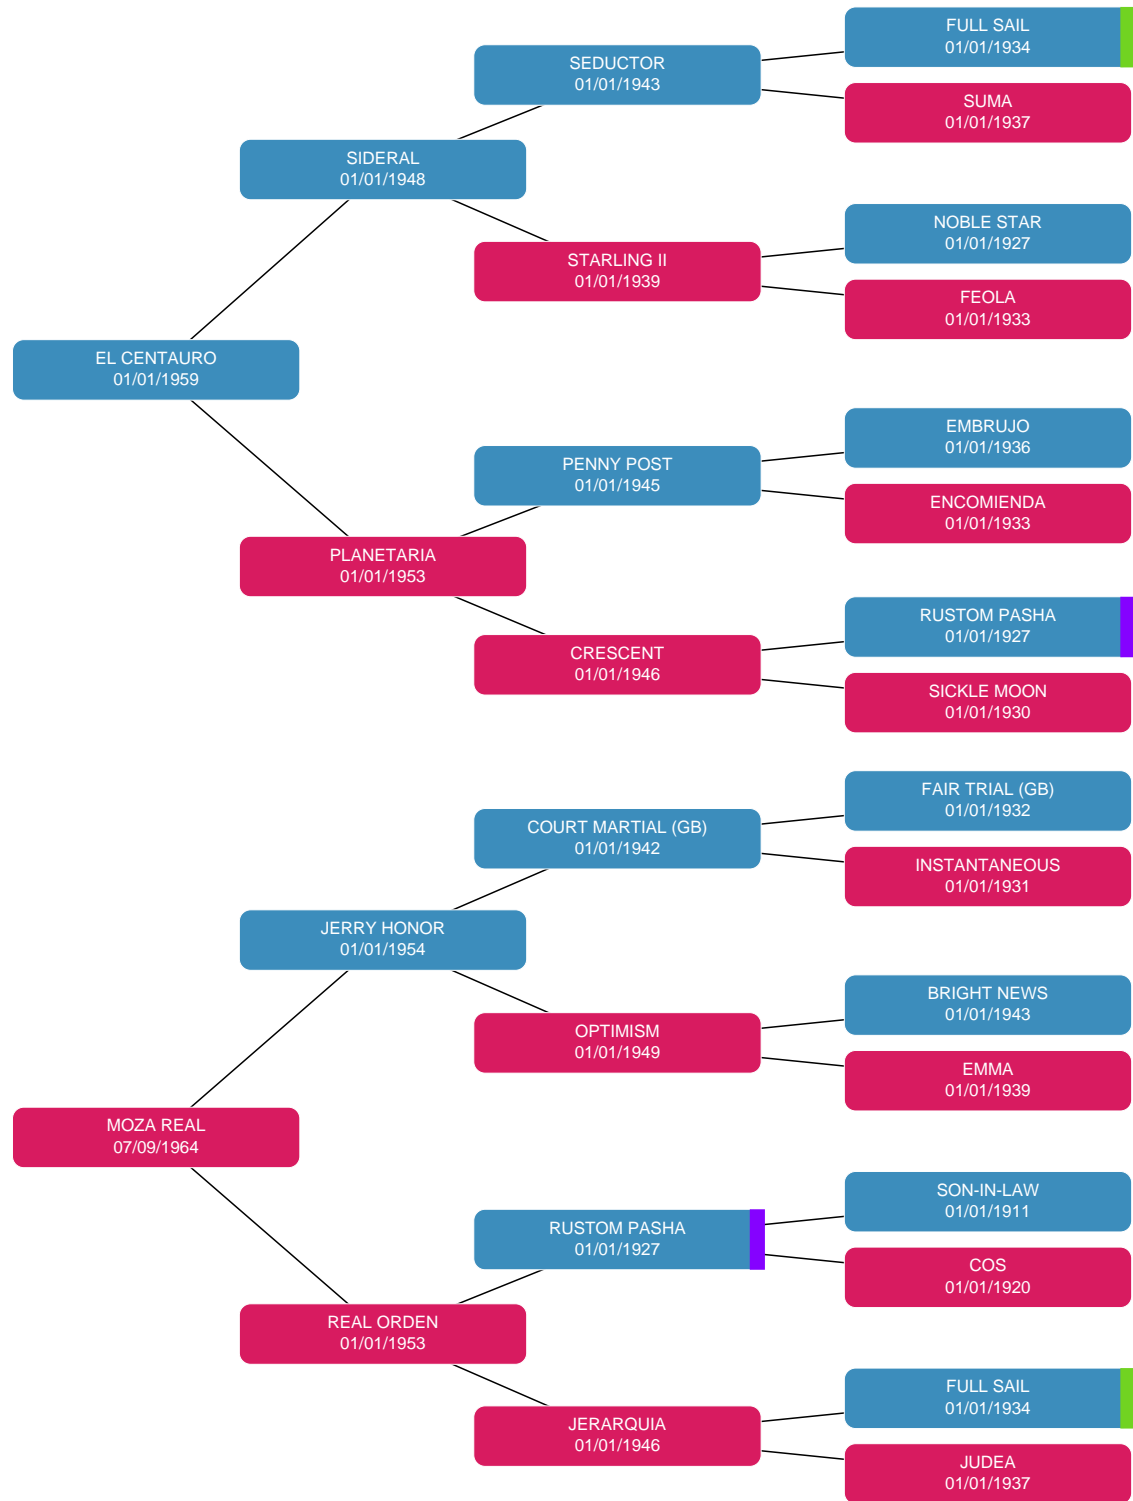 FULL SAIL
01/01/1934
SEDUCTOR
01/01/1943
SUMA
01/01/1937
SIDERAL
01/01/1948
NOBLE STAR
01/01/1927
STARLING II
01/01/1939
FEOLA
01/01/1933
EL CENTAURO
01/01/1959
EMBRUJO
01/01/1936
PENNY POST
01/01/1945
ENCOMIENDA
01/01/1933
PLANETARIA
01/01/1953
RUSTOM PASHA
01/01/1927
CRESCENT
01/01/1946
SICKLE MOON
01/01/1930
FAIR TRIAL (GB)
01/01/1932
COURT MARTIAL (GB)
01/01/1942
INSTANTANEOUS
01/01/1931
JERRY HONOR
01/01/1954
BRIGHT NEWS
01/01/1943
OPTIMISM
01/01/1949
EMMA
01/01/1939
MOZA REAL
07/09/1964
SON-IN-LAW
01/01/1911
RUSTOM PASHA
01/01/1927
COS
01/01/1920
REAL ORDEN
01/01/1953
FULL SAIL
01/01/1934
JERARQUIA
01/01/1946
JUDEA
01/01/1937